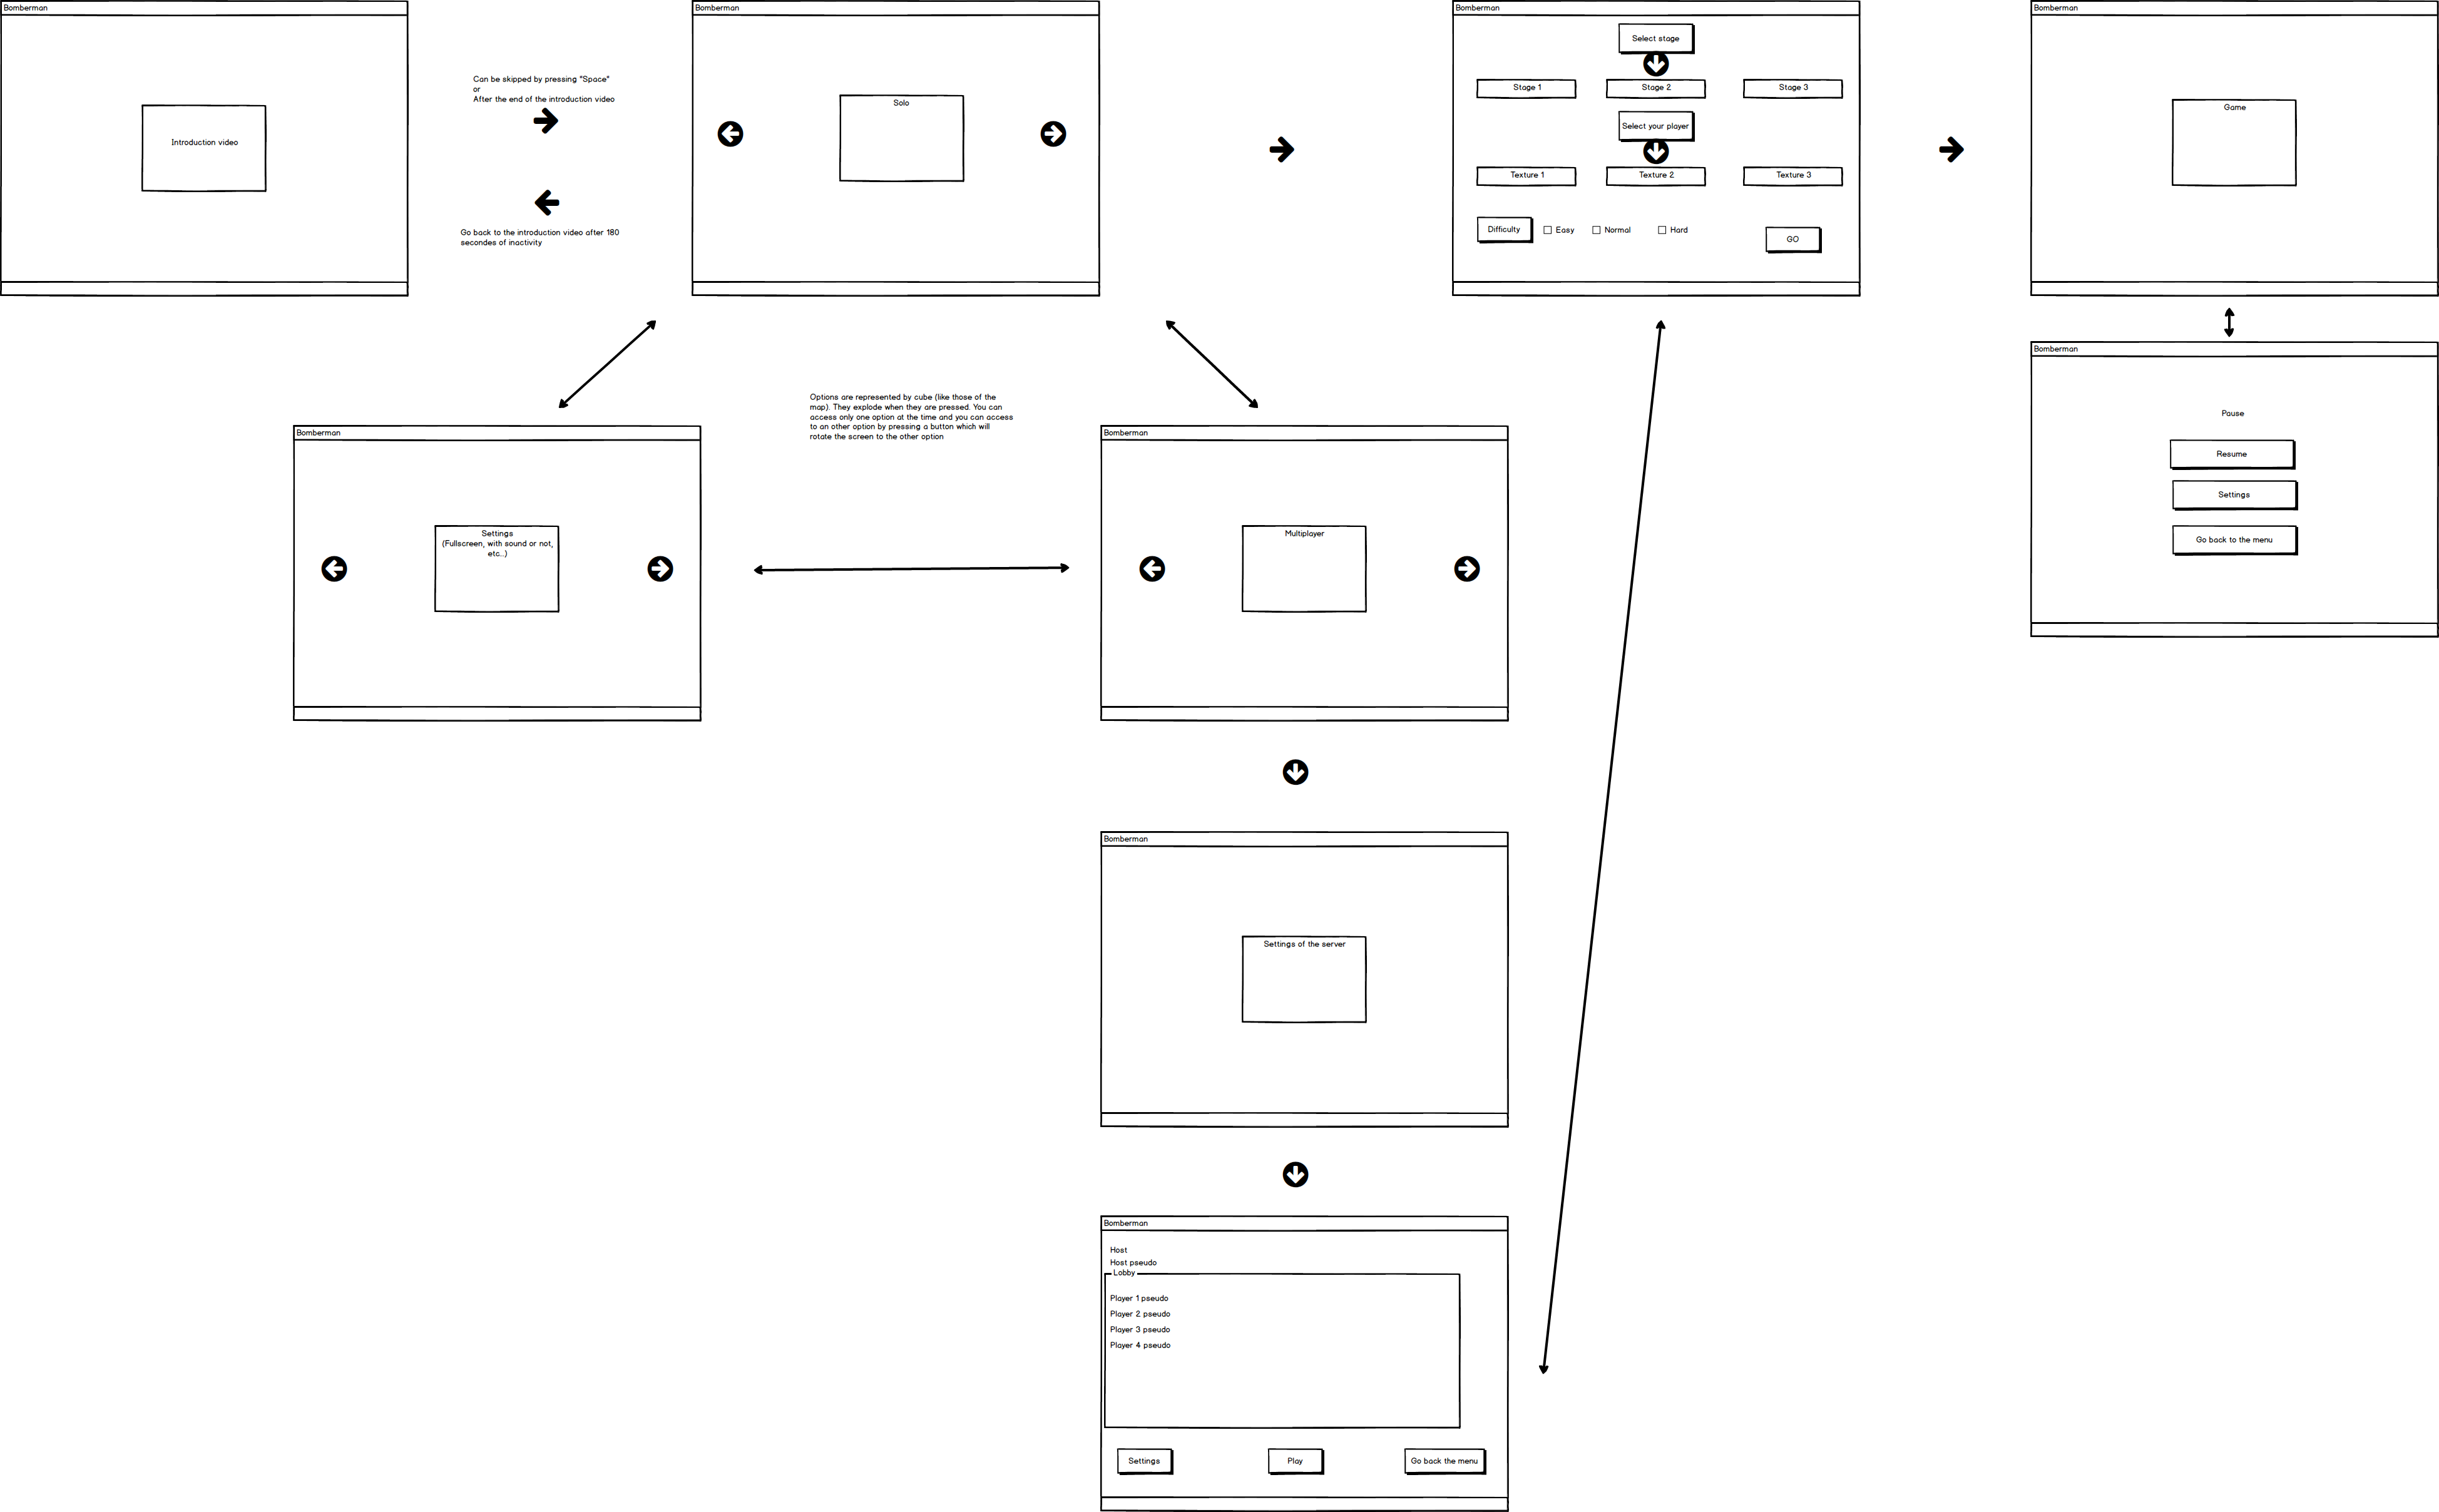 Bomberman
Introduction video
Can be skipped by pressing "Space"
or
After the end of the introduction video
Go back to the introduction video after 180
secondes of inactivity
Bomberman
Solo
Bomberman
Select stage
Stage 1
Stage 2
Stage 3
Select your player
Texture 1
Texture 2
Texture 3
Difficulty
Easy
Normal
Hard
GO
Bomberman
Game
Bomberman
Pause
Resume
Settings
Go back to the menu
Options are represented by cube (like those of the
map). They explode when they are pressed. You can
access only one option at the time and you can access
to an other option by pressing a button which will
rotate the screen to the other option
Bomberman
Settings
(Fullscreen, with sound or not,
etc...)
Bomberman
Multiplayer
Bomberman
Settings of the server
Bomberman
Host
Host pseudo
Lobby
Player 1 pseudo
Player 2 pseudo
Player 3 pseudo
Player 4 pseudo
Settings
Play
Go back the menu